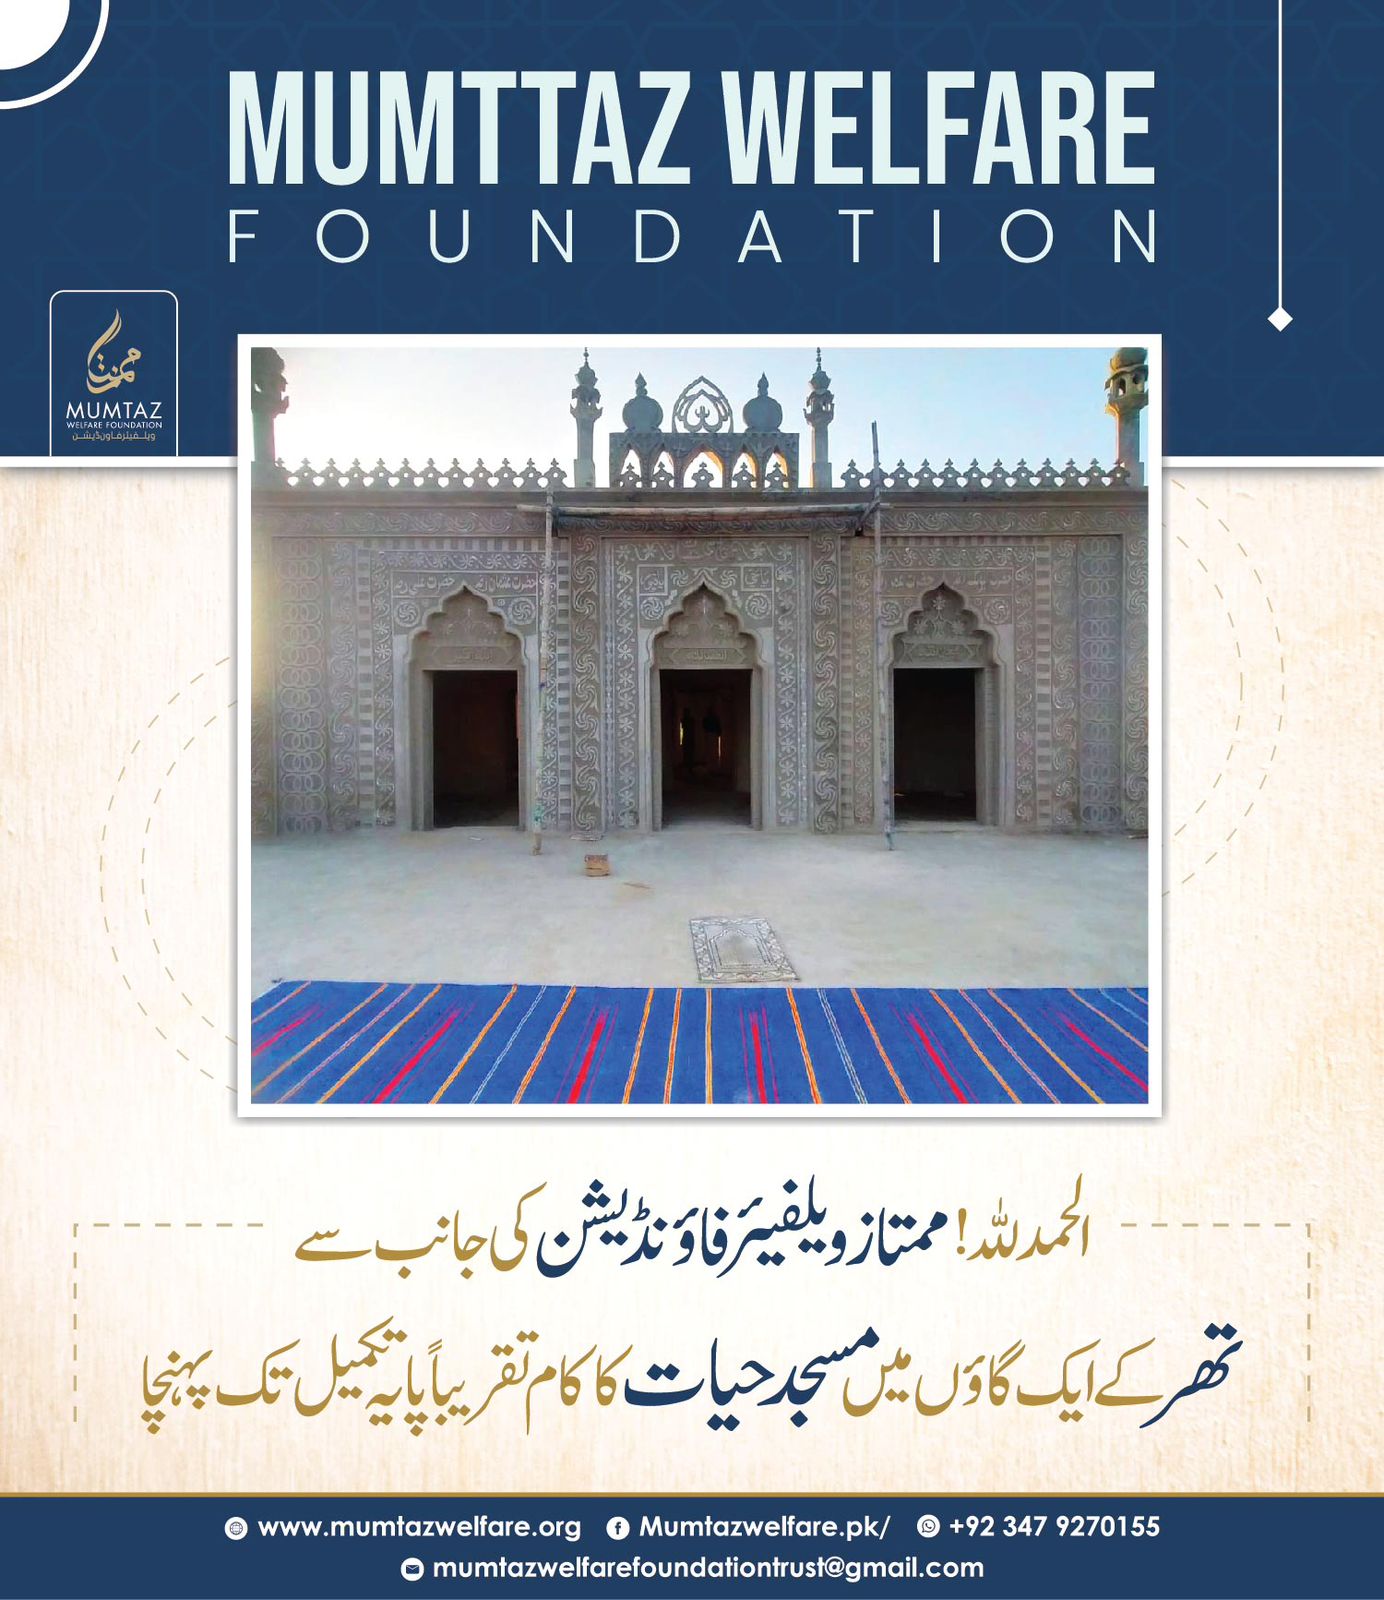 MUMTTAZ WELFARE
FOUNDATION
ممتاز
MUMTAZ
WELFARE FOUNDATION
ویلفیئر فاونڈیشن
الحمدللہ! ممتاز ویلفیئر فاؤنڈیشن کی جانب سے
تھر کے ایک گاؤں میں مسجد حیات کا کام تقریباً پایہ تکمیل تک پہنچا
www.mumtazwelfare.org Mumtazwelfare.pk/ +92 347 9270155
mumtazwelfarefoundationtrust@gmail.com